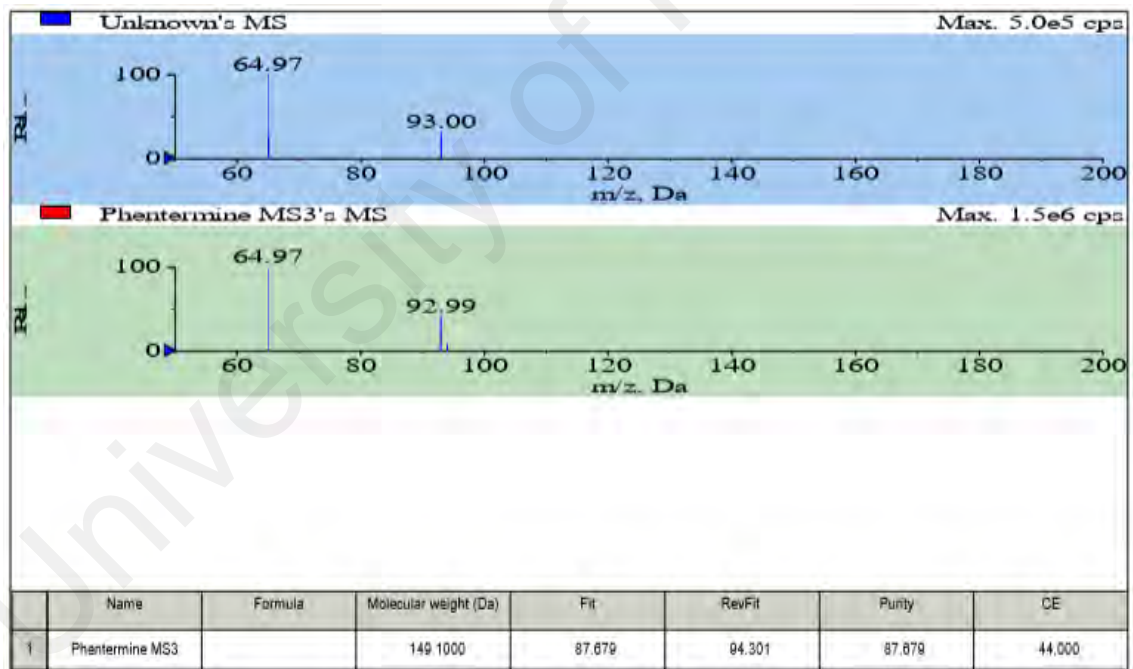 Unknown's MS Max. 5.0e5 cps
64.97
100
93.00
0
60 80 100 120 140 160 180 200
m/z, Da
Phentermine MS3's MS Max. 1.5e6 cps
64.97
100
92.99
0
60 80 100 120 140 160 180 200
m/z, Da
Name Formula Molecular weight (Da) Fit RevFit Purity CE
1 Phentermine MS3 149.1000 87.679 94.301 87.879 44.000
University of